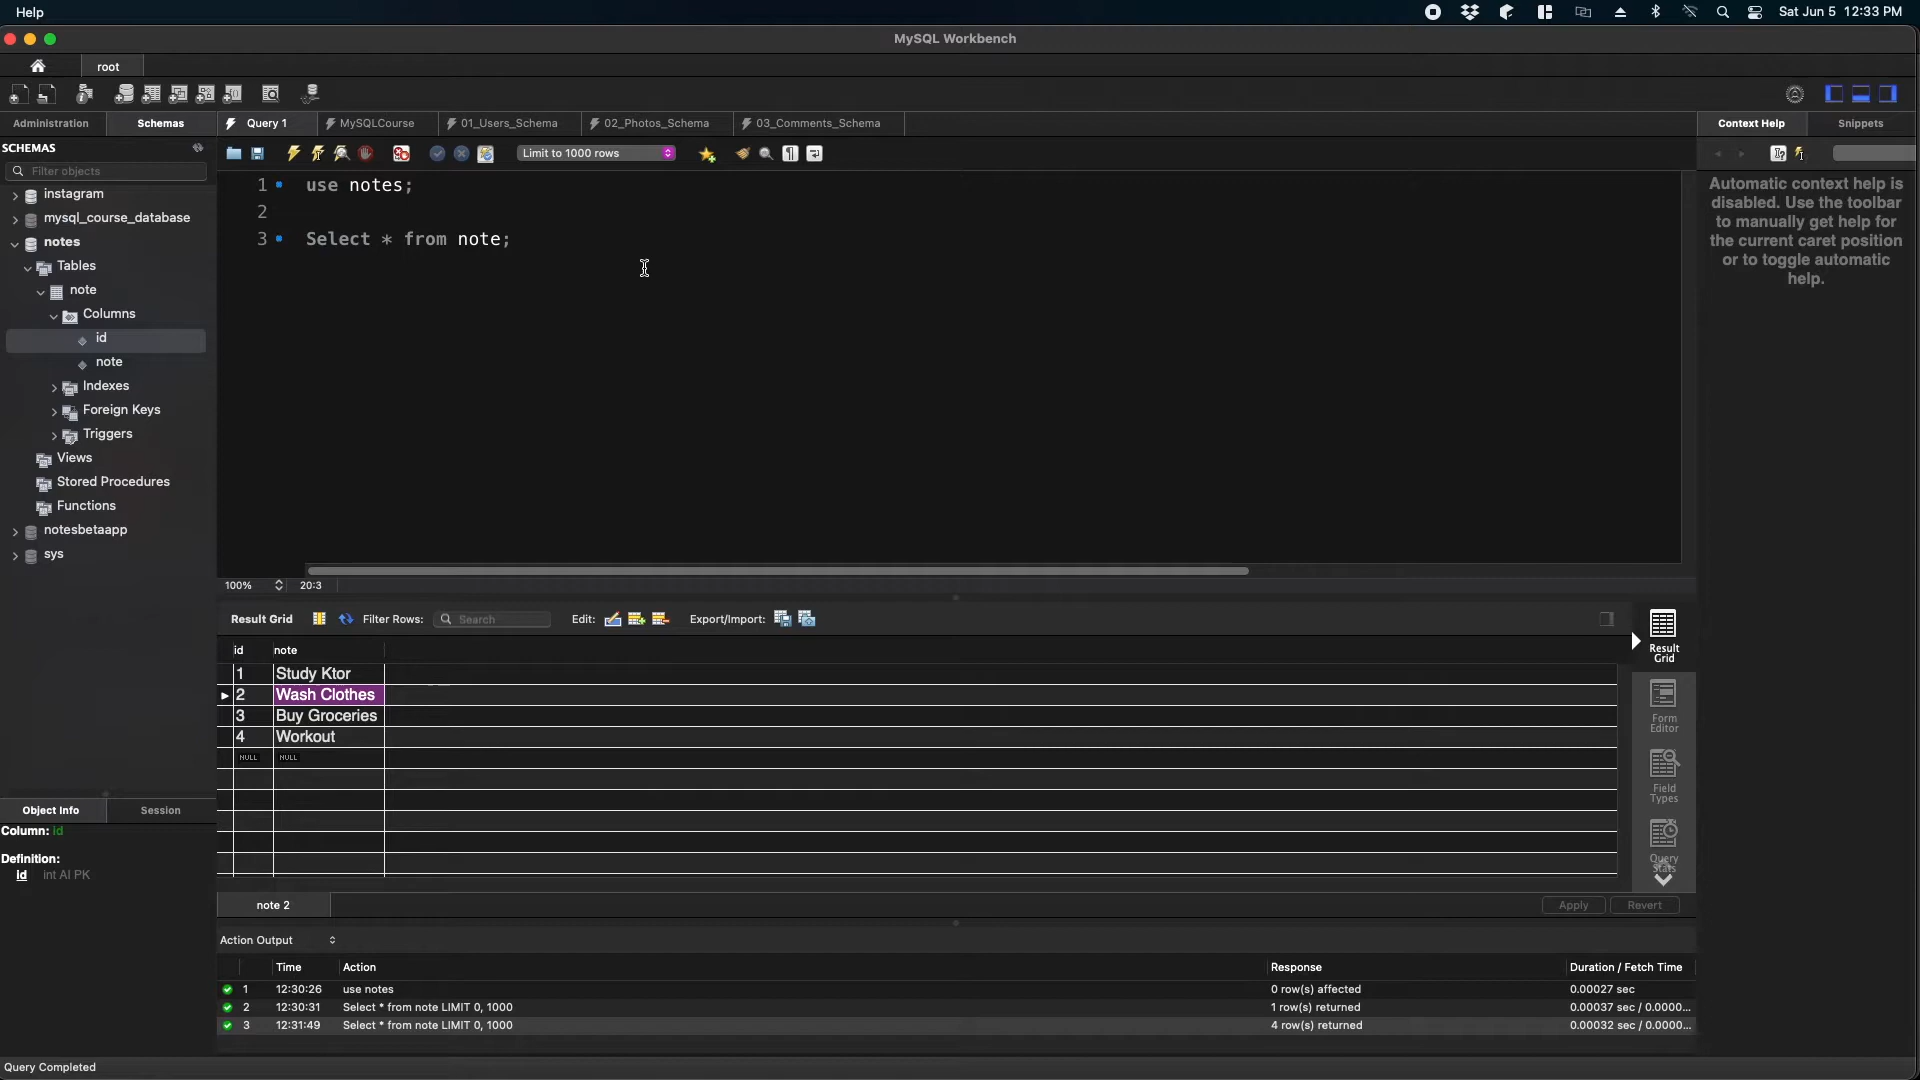 Help
Sat Jun 5 12:33 PM
MySQL Workbench
root
Administration
Schemas
Query 1
MySQLCourse
01_Users_Schema
02_Photos_Schema
03_Comments_Schema
Context Help
Snippets
SCHEMAS
Filter objects
Limit to 1000 rows
instagram
mysql_course_database
notes
Tables
note
Columns
id
note
Indexes
Foreign Keys
Triggers
Views
Stored Procedures
Functions
notesbetaapp
sys
1 use notes;
2
3 Select * from note;
Automatic context help is
disabled. Use the toolbar
to manually get help for
the current caret position
or to toggle automatic
help.
100%
20:3
Result Grid
Filter Rows:
Search
Edit:
Export/Import:
id note
1 Study Ktor
2 Wash Clothes
3 Buy Groceries
4 Workout
NULL NULL
Result
Grid
Form
Editor
Field
Types
Query
Stats
Object Info
Session
Column: id
Definition:
id int AI PK
note 2
Apply
Revert
Action Output
Time Action Response Duration / Fetch Time
1 12:30:26 use notes 0 row(s) affected 0.00027 sec
2 12:30:31 Select * from note LIMIT 0, 1000 1 row(s) returned 0.00037 sec / 0.0000...
3 12:31:49 Select * from note LIMIT 0, 1000 4 row(s) returned 0.00032 sec / 0.0000...
Query Completed